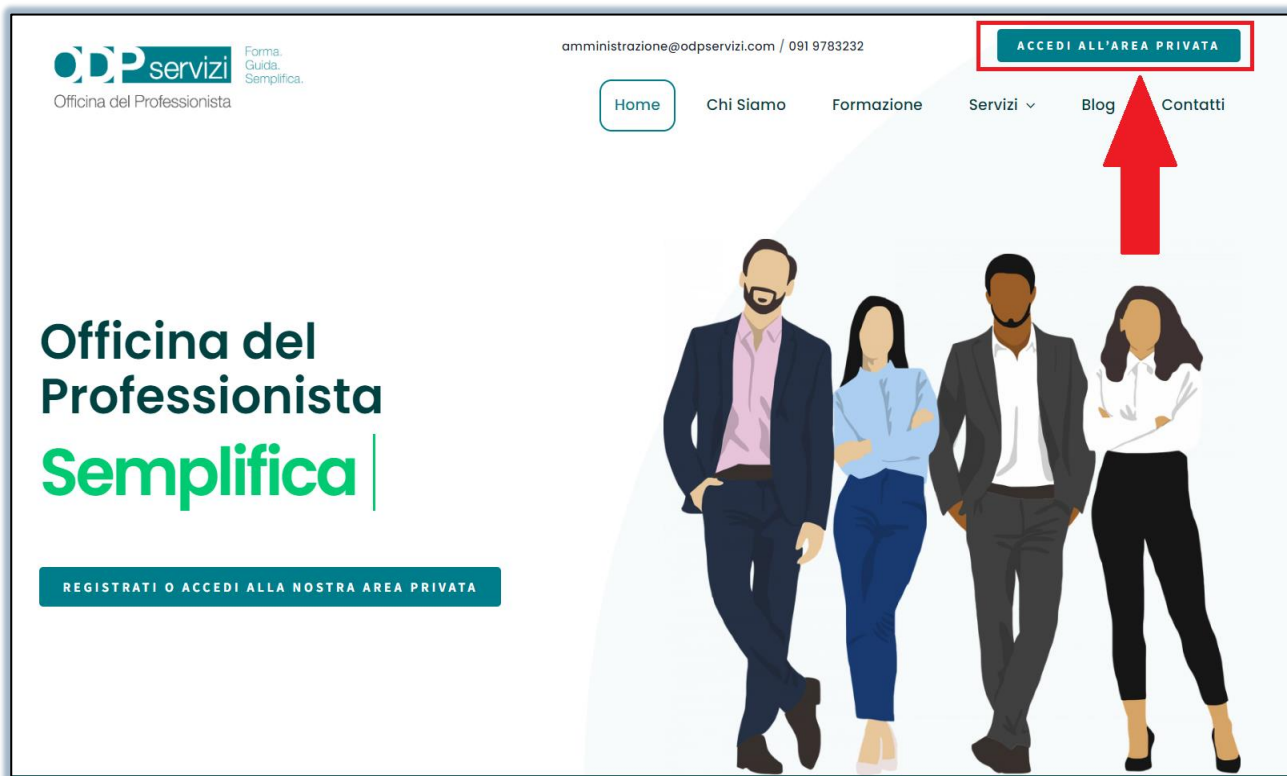 ODP servizi
Forma.
Guida.
Semplifica.
Officina del Professionista
amministrazione@odpservizi.com / 091 9783232
ACCEDI ALL'AREA PRIVATA
Home
Chi Siamo
Formazione
Servizi
Blog
Contatti
Officina del
Professionista
Semplifica
REGISTRATI O ACCEDI ALLA NOSTRA AREA PRIVATA